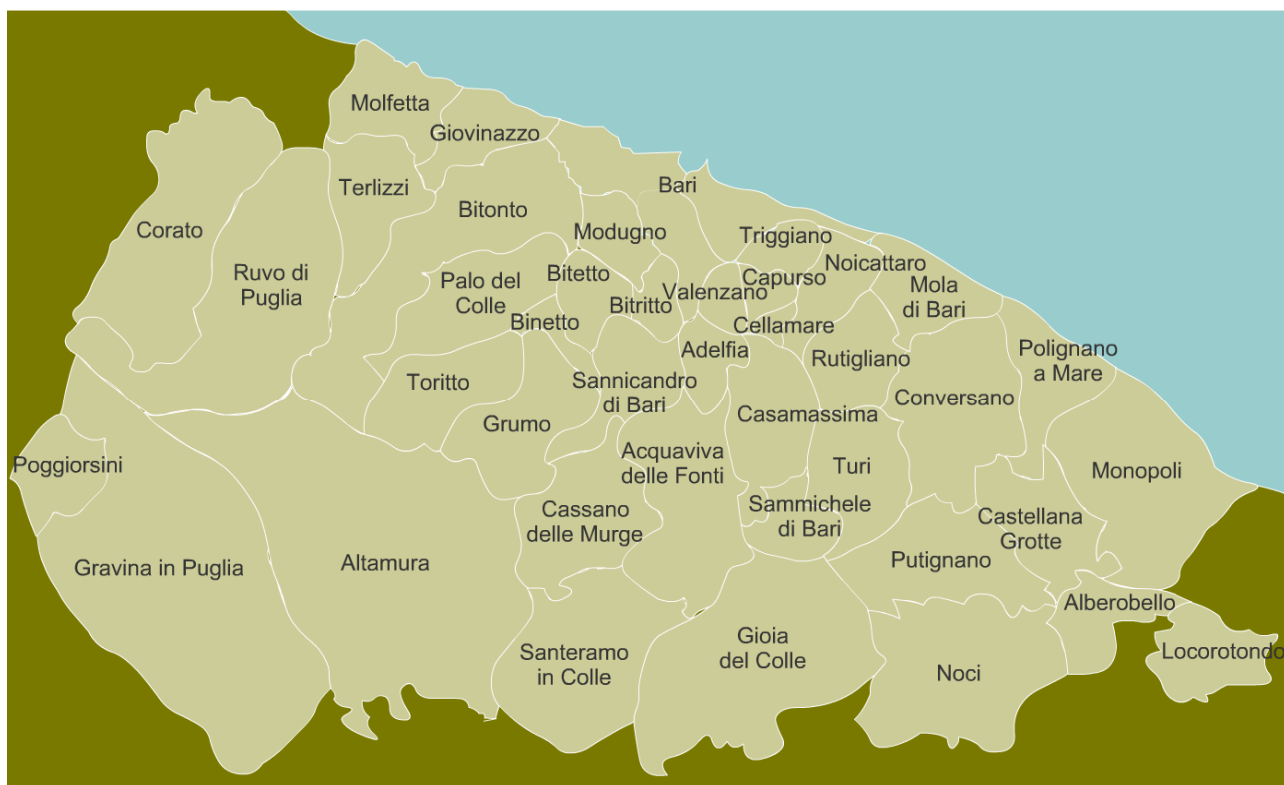 Molfetta
Giovinazzo
Terlizzi
Bari
Corato
Bitonto
Modugno
Triggiano
Ruvo di
Puglia
Palo del
Colle
Bitetto
Bitritto
Valenzano
Capurso
Noicattaro
Mola
di Bari
Binetto
Cellamare
Adelfia
Rutigliano
Polignano
a Mare
Toritto
Sannicandro
di Bari
Casamassima
Conversano
Grumo
Acquaviva
delle Fonti
Poggiorsini
Turi
Monopoli
Cassano
delle Murge
Sammichele
di Bari
Castellana
Grotte
Gravina in Puglia
Altamura
Putignano
Alberobello
Santeramo
in Colle
Gioia
del Colle
Noci
Locorotondo